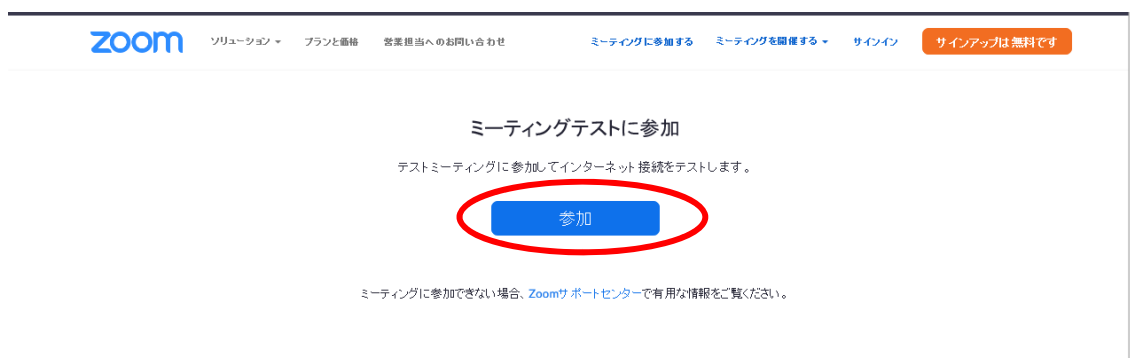 zoom ソリューション プランと価格 営業担当へのお問い合わせ ミーティングに参加する ミーティングを開催する サインイン サインアップは無料です
ミーティングテストに参加
テストミーティングに参加してインターネット接続をテストします。
参加
ミーティングに参加できない場合、Zoomサポートセンターで有用な情報をご覧ください。